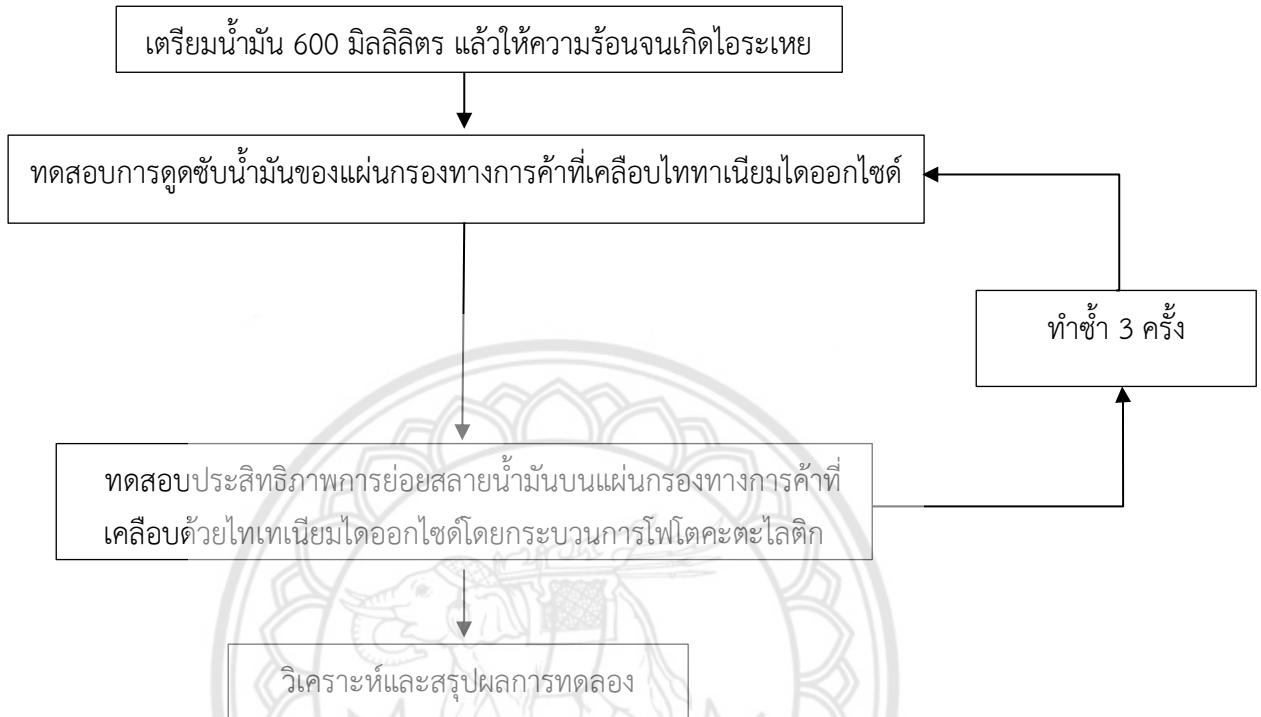 เตรียมน้ำมัน 600 มิลลิลิตร แล้วให้ความร้อนจนเกิดไอระเหย
ทดสอบการดูดซับน้ำมันของแผ่นกรองทางการค้าที่เคลือบไททาเนียมไดออกไซด์
ทำซ้ำ 3 ครั้ง
ทดสอบประสิทธิภาพการย่อยสลายน้ำมันบนแผ่นกรองทางการค้าที่
เคลือบด้วยไทเทเนียมไดออกไซด์โดยกระบวนการโฟโตคะตะไลติก
วิเคราะห์และสรุปผลการทดลอง